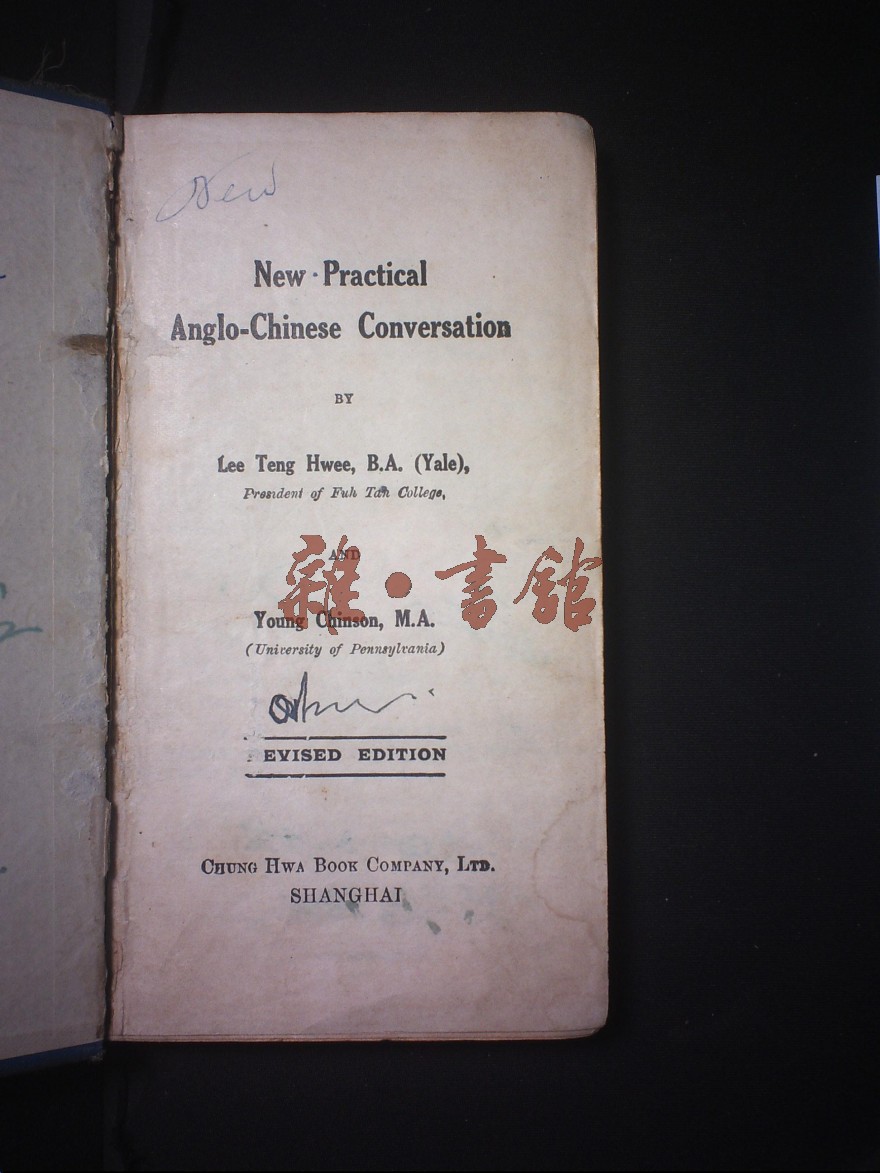 New
New Practical
Anglo-Chinese Conversation
BY
Lee Teng Hwee, B.A. (Yale),
President of Fuh Tan College,
AND
雜·書館
Young Chinson, M.A.
(University of Pennsylvania)
EVISED EDITION
CHUNG HWA BOOK COMPANY, LTD.
SHANGHAI